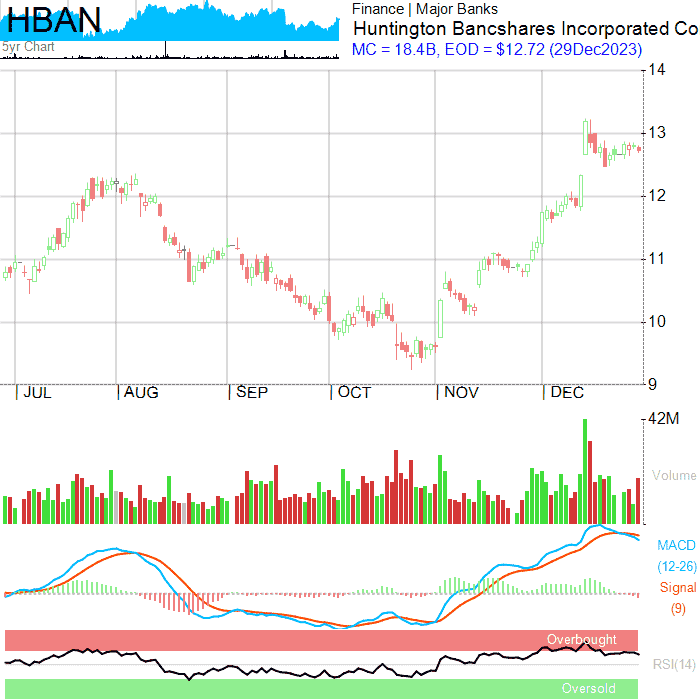 HBAN
5yr Chart
Finance | Major Banks
Huntington Bancshares Incorporated Co
MC = 18.4B, EOD = $12.72 (29Dec2023)
14
13
12
11
10
9
JUL AUG SEP OCT NOV DEC
42M
Volume
MACD
(12-26)
Signal
(9)
Overbought
RSI(14)
Oversold